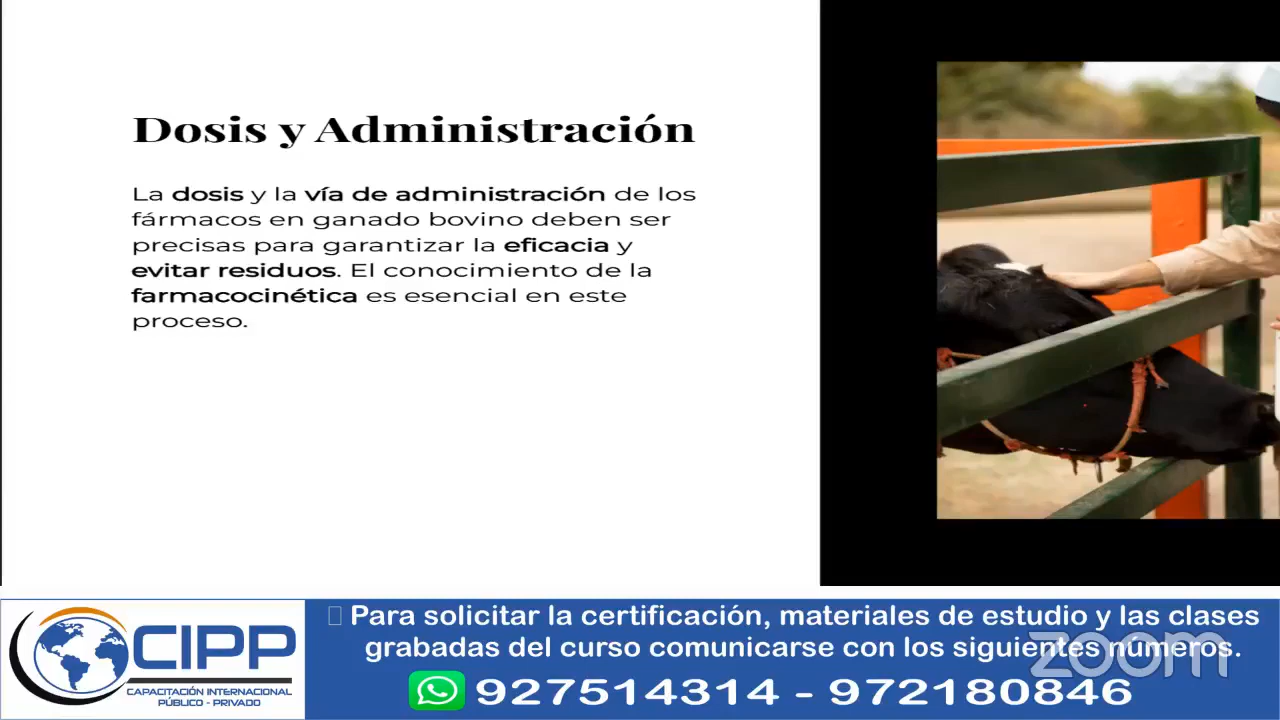 Dosis y Administración
La dosis y la vía de administración de los
fármacos en ganado bovino deben ser
precisas para garantizar la eficacia y
evitar residuos. El conocimiento de la
farmacocinética es esencial en este
proceso.
Para solicitar la certificación, materiales de estudio y las clases
grabadas del curso comunicarse con los siguientes números.
zoom
927514314 - 972180846
CIPP
CAPACITACIÓN INTERNACIONAL
PÚBLICO - PRIVADO